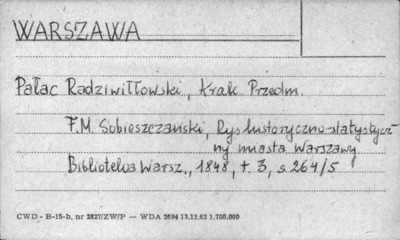 WARSZAWA
Pałac Radziwiłłowski, Krak. Przedm.
F.M. Sobieszczański, Rys historyczno-statystycz-
ny miasta Warszawy
Biblioteka Warsz., 1848, t. 3, s. 264/5
CWD - B-15-b, nr 2827/ZW/P — WDA 2694 13.12.62 1.700.000